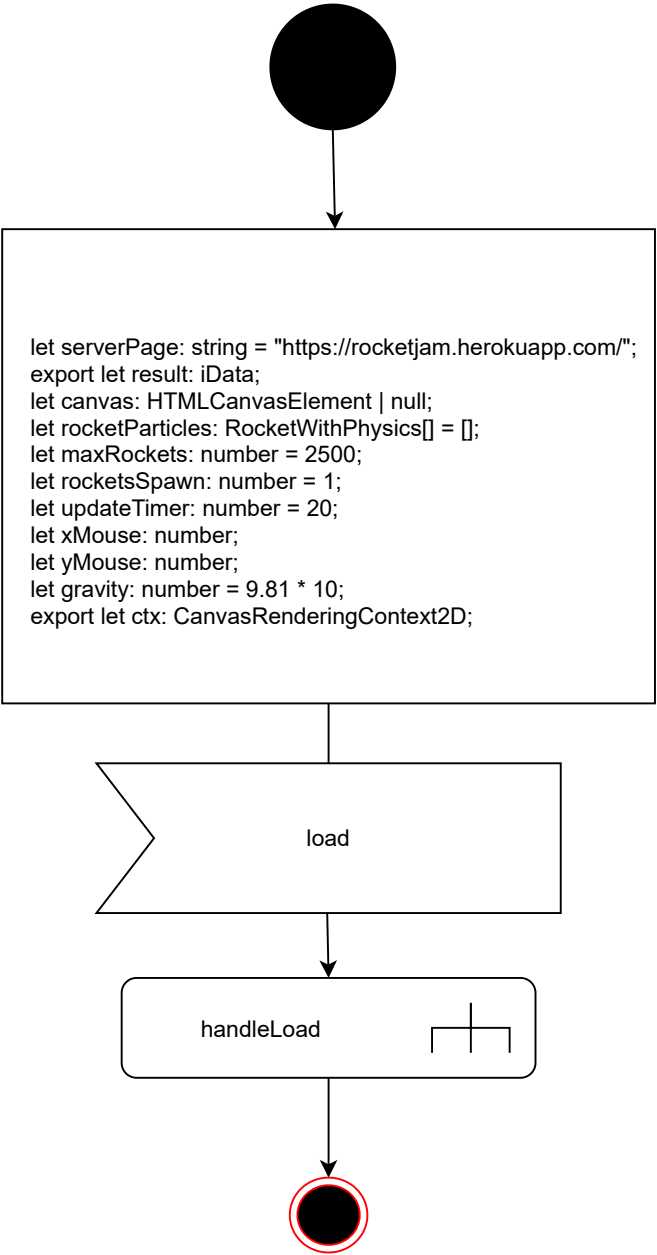 let serverPage: string = "https://rocketjam.herokuapp.com/";
export let result: iData;
let canvas: HTMLCanvasElement | null;
let rocketParticles: RocketWithPhysics[] = [];
let maxRockets: number = 2500;
let rocketsSpawn: number = 1;
let updateTimer: number = 20;
let xMouse: number;
let yMouse: number;
let gravity: number = 9.81 * 10;
export let ctx: CanvasRenderingContext2D;
load
handleLoad